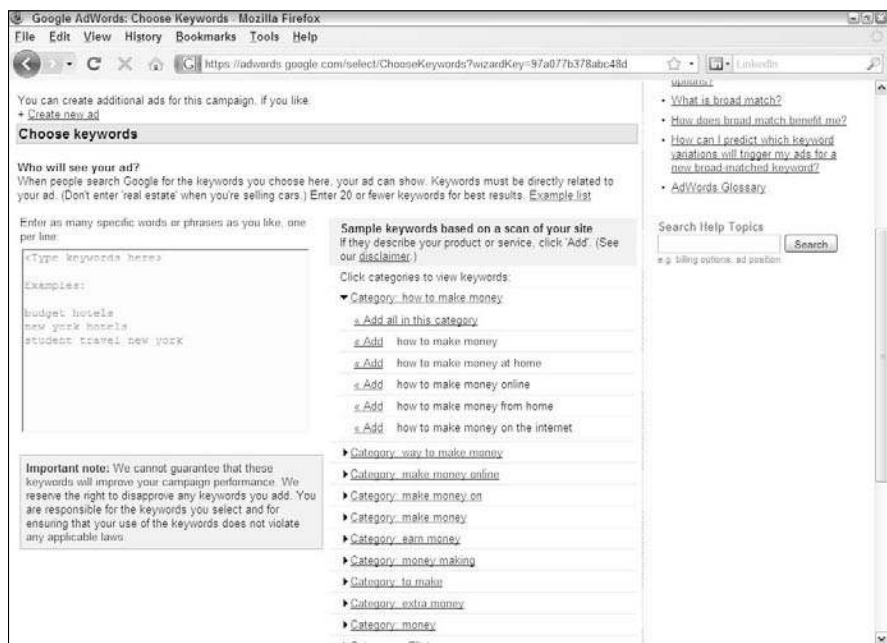 Google AdWords: Choose Keywords - Mozilla Firefox
File Edit View History Bookmarks Tools Help
https://adwords.google.com/select/ChooseKeywords?wizardKey=97a077b378abc48d
LinkedIn
You can create additional ads for this campaign, if you like.
+ Create new ad
Choose keywords
Who will see your ad?
When people search Google for the keywords you choose here, your ad can show. Keywords must be directly related to
your ad. (Don't enter 'real estate' when you're selling cars.) Enter 20 or fewer keywords for best results. Example list
Enter as many specific words or phrases as you like, one
per line:
<Type keywords here>
Examples:
budget hotels
new york hotels
student travel new york
Important note: We cannot guarantee that these
keywords will improve your campaign performance. We
reserve the right to disapprove any keywords you add. You
are responsible for the keywords you select and for
ensuring that your use of the keywords does not violate
any applicable laws.
Sample keywords based on a scan of your site
If they describe your product or service, click 'Add'. (See
our disclaimer.)
Click categories to view keywords:
Category: how to make money
« Add all in this category
« Add how to make money
« Add how to make money at home
« Add how to make money online
« Add how to make money from home
« Add how to make money on the internet
Category: way to make money
Category: make money online
Category: make money on
Category: make money
Category: earn money
Category: money making
Category: to make
Category: extra money
Category: money
options?
• What is broad match?
• How does broad match benefit me?
• How can I predict which keyword
variations will trigger my ads for a
new broad-matched keyword?
• AdWords Glossary
Search Help Topics
Search
e.g. billing options, ad position